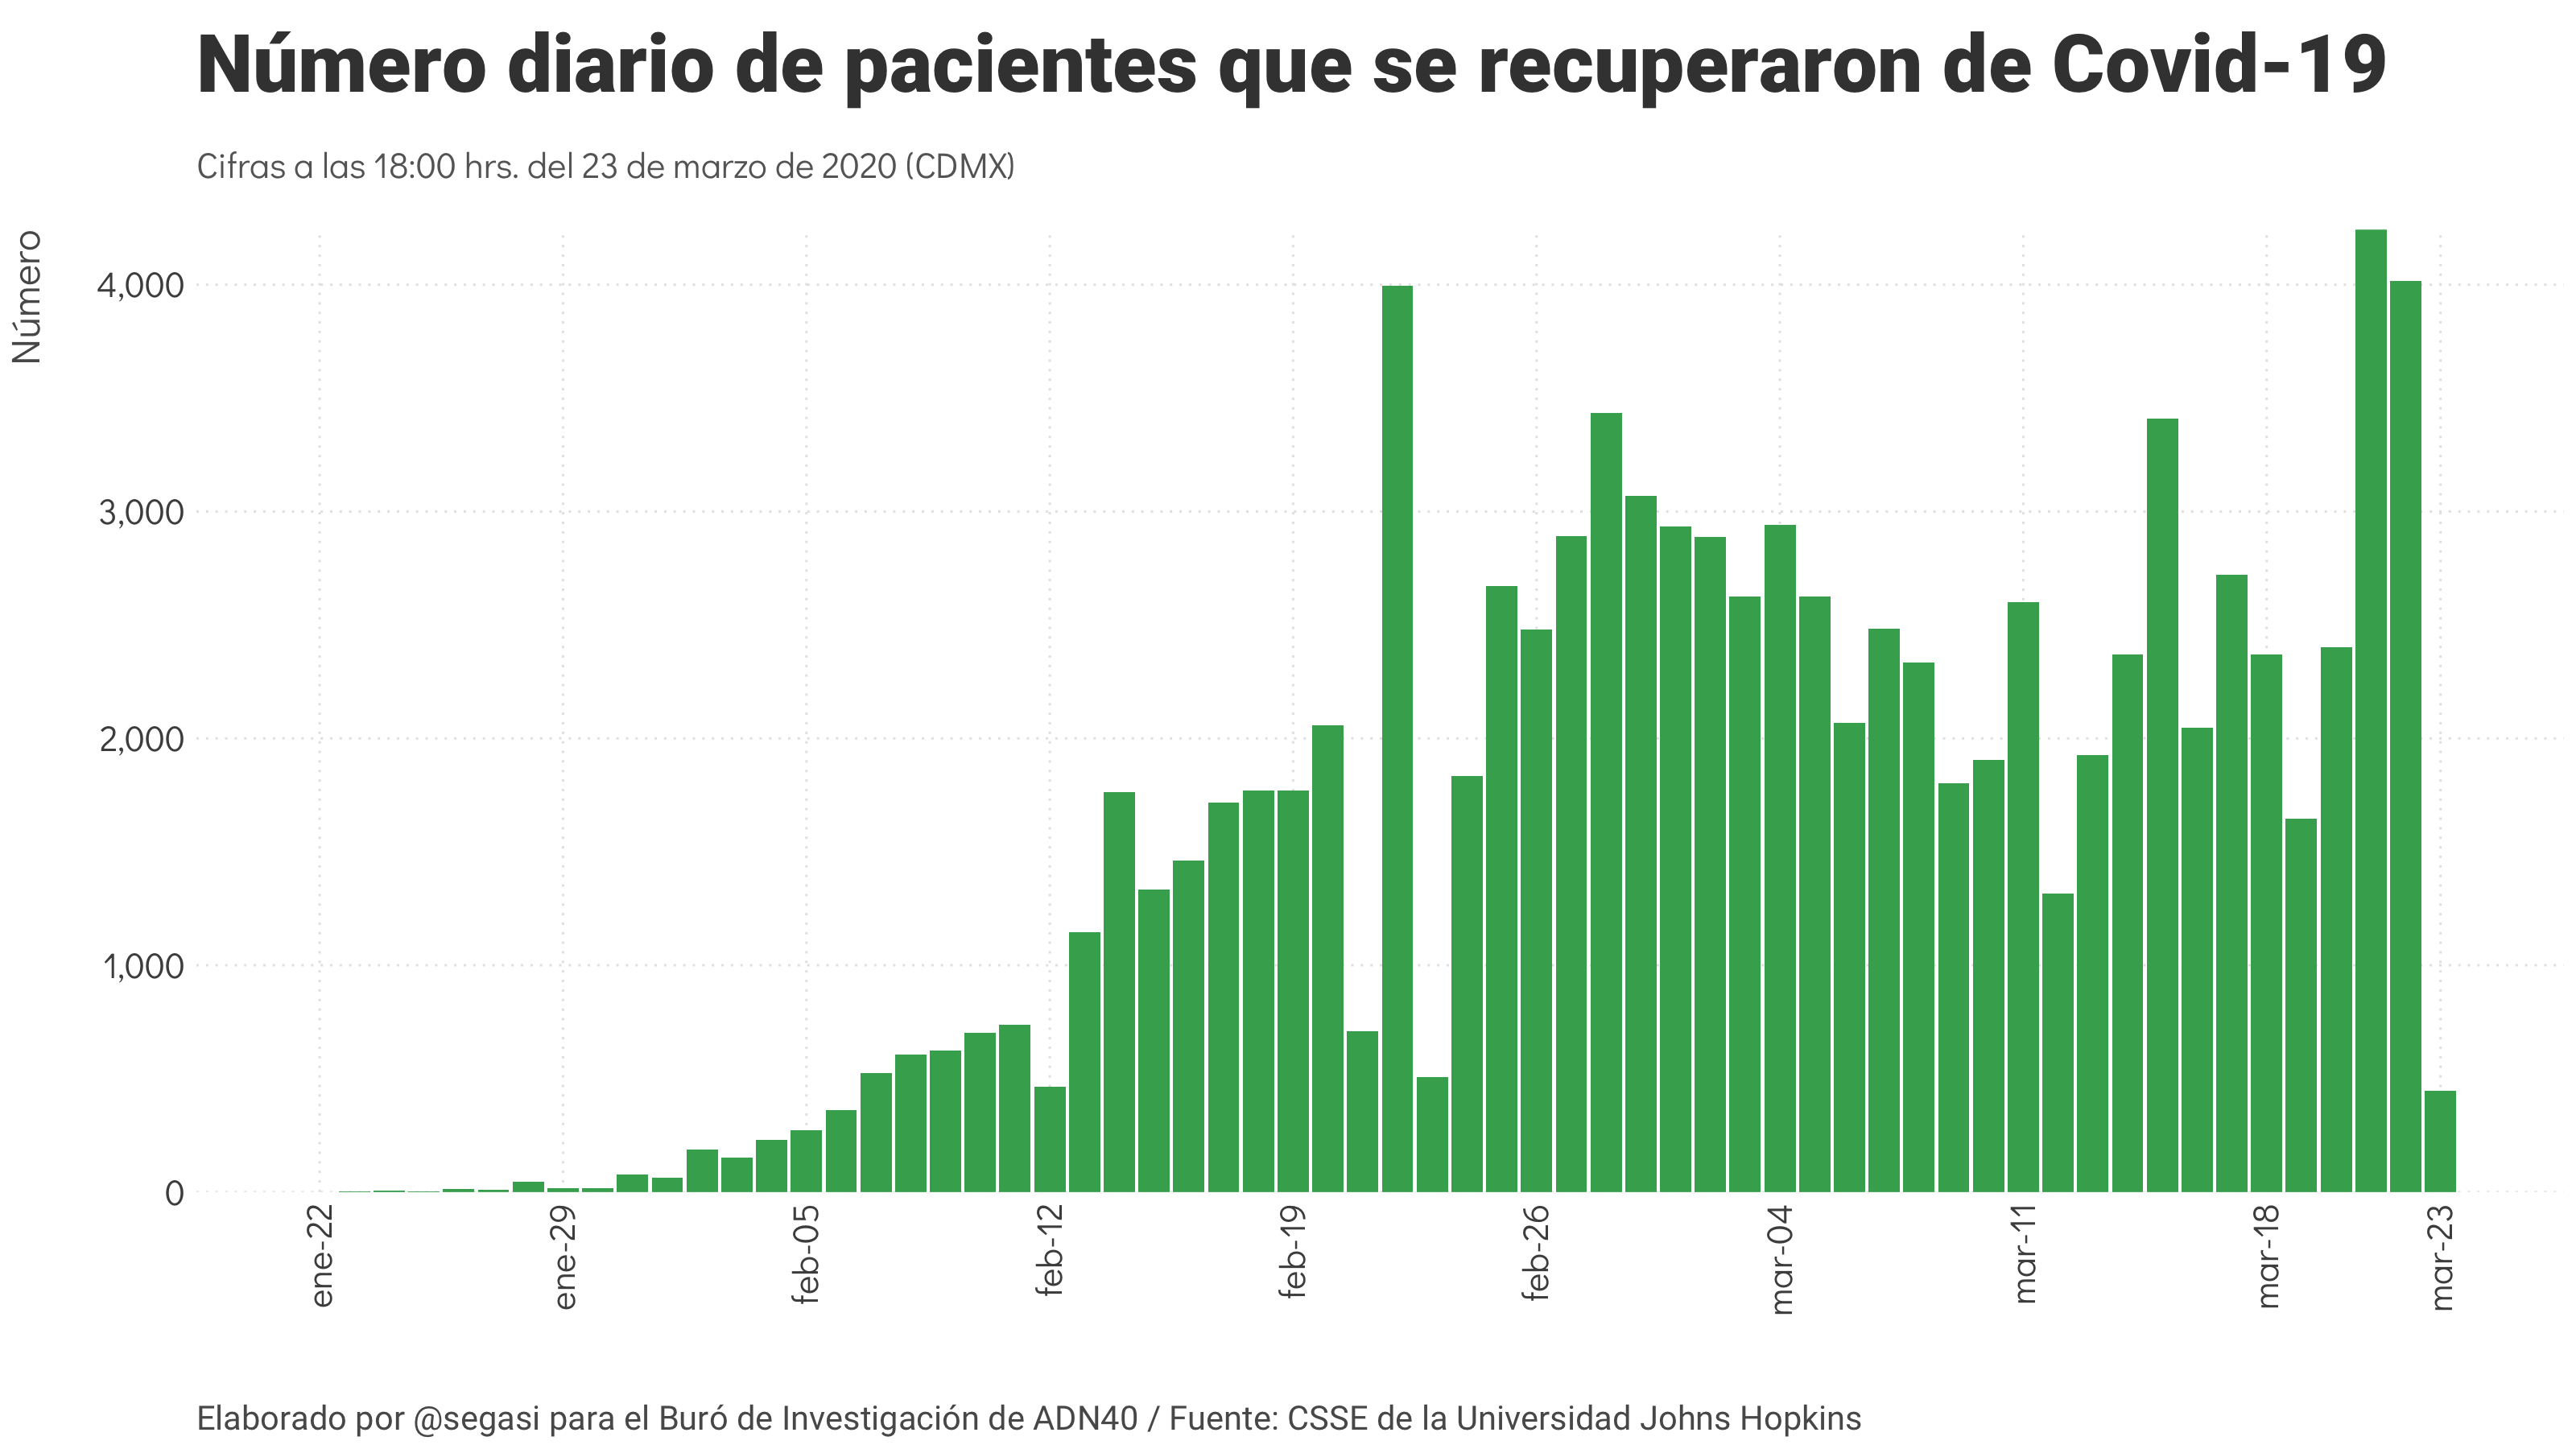 Número diario de pacientes que se recuperaron de Covid-19
Cifras a las 18:00 hrs. del 23 de marzo de 2020 (CDMX)
Número
4,000
3,000
2,000
1,000
0
ene-22
ene-29
feb-05
feb-12
feb-19
feb-26
mar-04
mar-11
mar-18
mar-23
Elaborado por @segasi para el Buró de Investigación de ADN40 / Fuente: CSSE de la Universidad Johns Hopkins